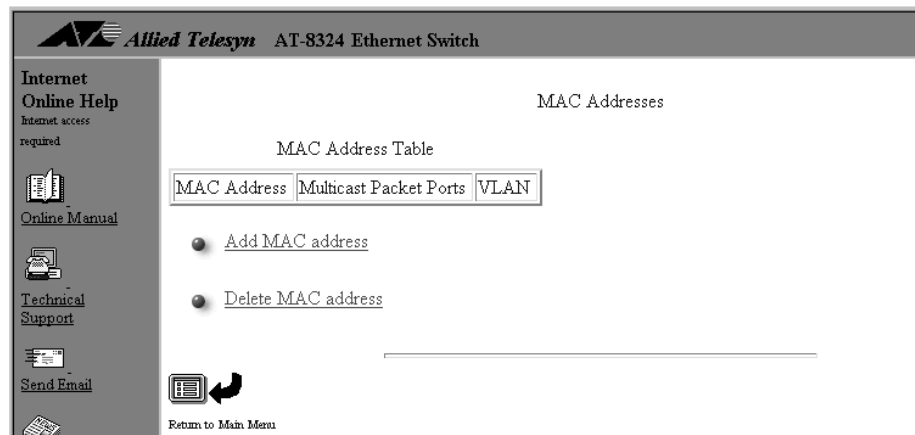 Allied Telesyn AT-8324 Ethernet Switch
Internet
Online Help
Internet access
required
Online Manual
Technical
Support
Send Email
MAC Addresses
MAC Address Table
MAC Address Multicast Packet Ports VLAN
Add MAC address
Delete MAC address
Return to Main Menu